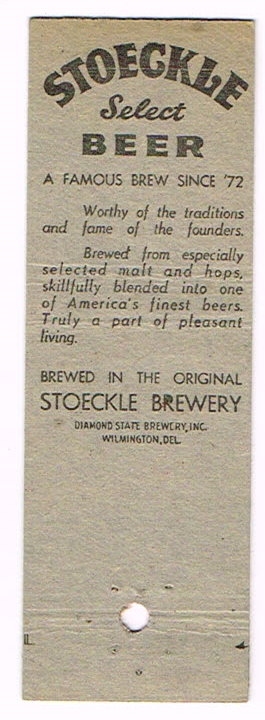 STOECKLE
Select
BEER
A FAMOUS BREW SINCE '72
Worthy of the traditions
and fame of the founders.
Brewed from especially
selected malt and hops,
skillfully blended into one
of America's finest beers.
Truly a part of pleasant
living.
BREWED IN THE ORIGINAL
STOECKLE BREWERY
DIAMOND STATE BREWERY, INC.
WILMINGTON, DEL.